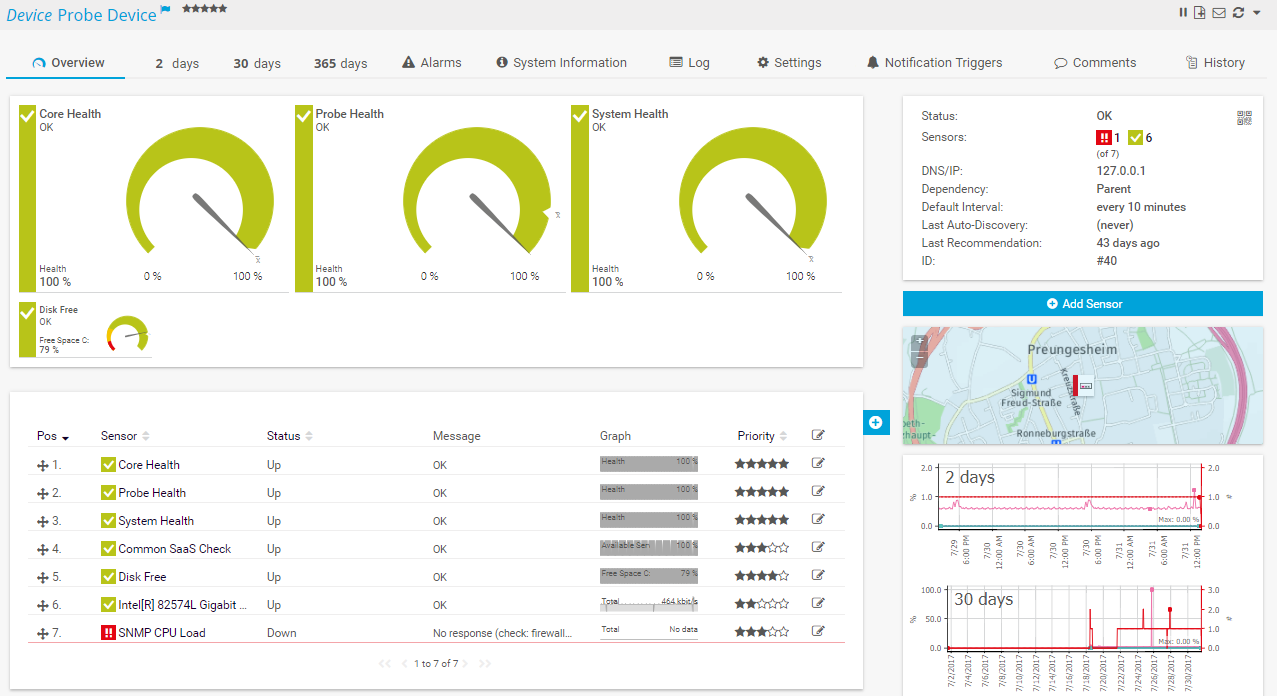 Device Probe Device
Overview 2 days 30 days 365 days Alarms System Information Log Settings Notification Triggers Comments History
Core Health
OK
Health
100 %
0 %
100 %
Probe Health
OK
Health
100 %
0 %
100 %
System Health
OK
Health
100 %
0 %
100 %
Disk Free
OK
Free Space C:
79 %
Pos Sensor Status Message Graph Priority
1. Core Health Up OK Health 100 %
2. Probe Health Up OK Health 100 %
3. System Health Up OK Health 100 %
4. Common SaaS Check Up OK Available Ser 100 %
5. Disk Free Up OK Free Space C: 79 %
6. Intel[R] 82574L Gigabit ... Up OK Total 464 kbit/s
7. SNMP CPU Load Down No response (check: firewall... Total No data
1 to 7 of 7
Status: OK
Sensors: 1 6
(of 7)
DNS/IP: 127.0.0.1
Dependency: Parent
Default Interval: every 10 minutes
Last Auto-Discovery: (never)
Last Recommendation: 43 days ago
ID: #40
Add Sensor
Preungesheim
Kreuzstraße
U
Sigmund
Freud-Straße
Ronneburgstraße
beth-
zhaupt-
2 days
2.0 2.0
1.0 1.0
0.0 0.0
%
#
Max: 0.00 %
7/29 6:00 PM
7/30 12:00 AM
7/30 6:00 AM
7/30 12:00 PM
7/30 6:00 PM
7/31 12:00 AM
7/31 6:00 AM
7/31 12:00 PM
30 days
100.0 3.0
2.0
50.0
1.0
0.0 0.0
%
#
Max: 0.00 %
7/2/2017
7/4/2017
7/6/2017
7/8/2017
7/10/2017
7/12/2017
7/14/2017
7/16/2017
7/18/2017
7/20/2017
7/22/2017
7/24/2017
7/26/2017
7/28/2017
7/30/2017